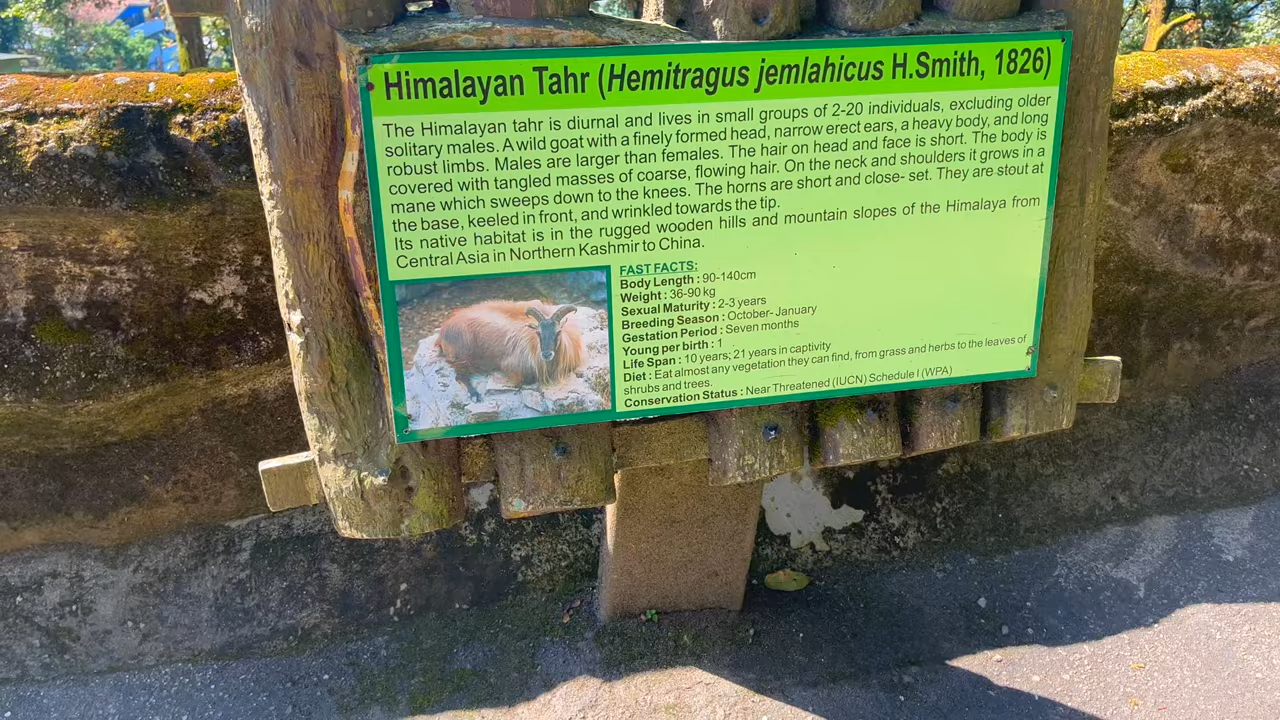 Himalayan Tahr (Hemitragus jemlahicus H.Smith, 1826)
The Himalayan tahr is diurnal and lives in small groups of 2-20 individuals, excluding older
solitary males. A wild goat with a finely formed head, narrow erect ears, a heavy body, and long
robust limbs. Males are larger than females. The hair on head and face is short. The body is
covered with tangled masses of coarse, flowing hair. On the neck and shoulders it grows in a
mane which sweeps down to the knees. The horns are short and close- set. They are stout at
the base, keeled in front, and wrinkled towards the tip.
Its native habitat is in the rugged wooden hills and mountain slopes of the Himalaya from
Central Asia in Northern Kashmir to China.
FAST FACTS:
Body Length : 90-140cm
Weight : 36-90 kg
Sexual Maturity : 2-3 years
Breeding Season : October- January
Gestation Period : Seven months
Young per birth : 1
Life Span : 10 years; 21 years in captivity
Diet : Eat almost any vegetation they can find, from grass and herbs to the leaves of
shrubs and trees.
Conservation Status : Near Threatened (IUCN) Schedule I (WPA)